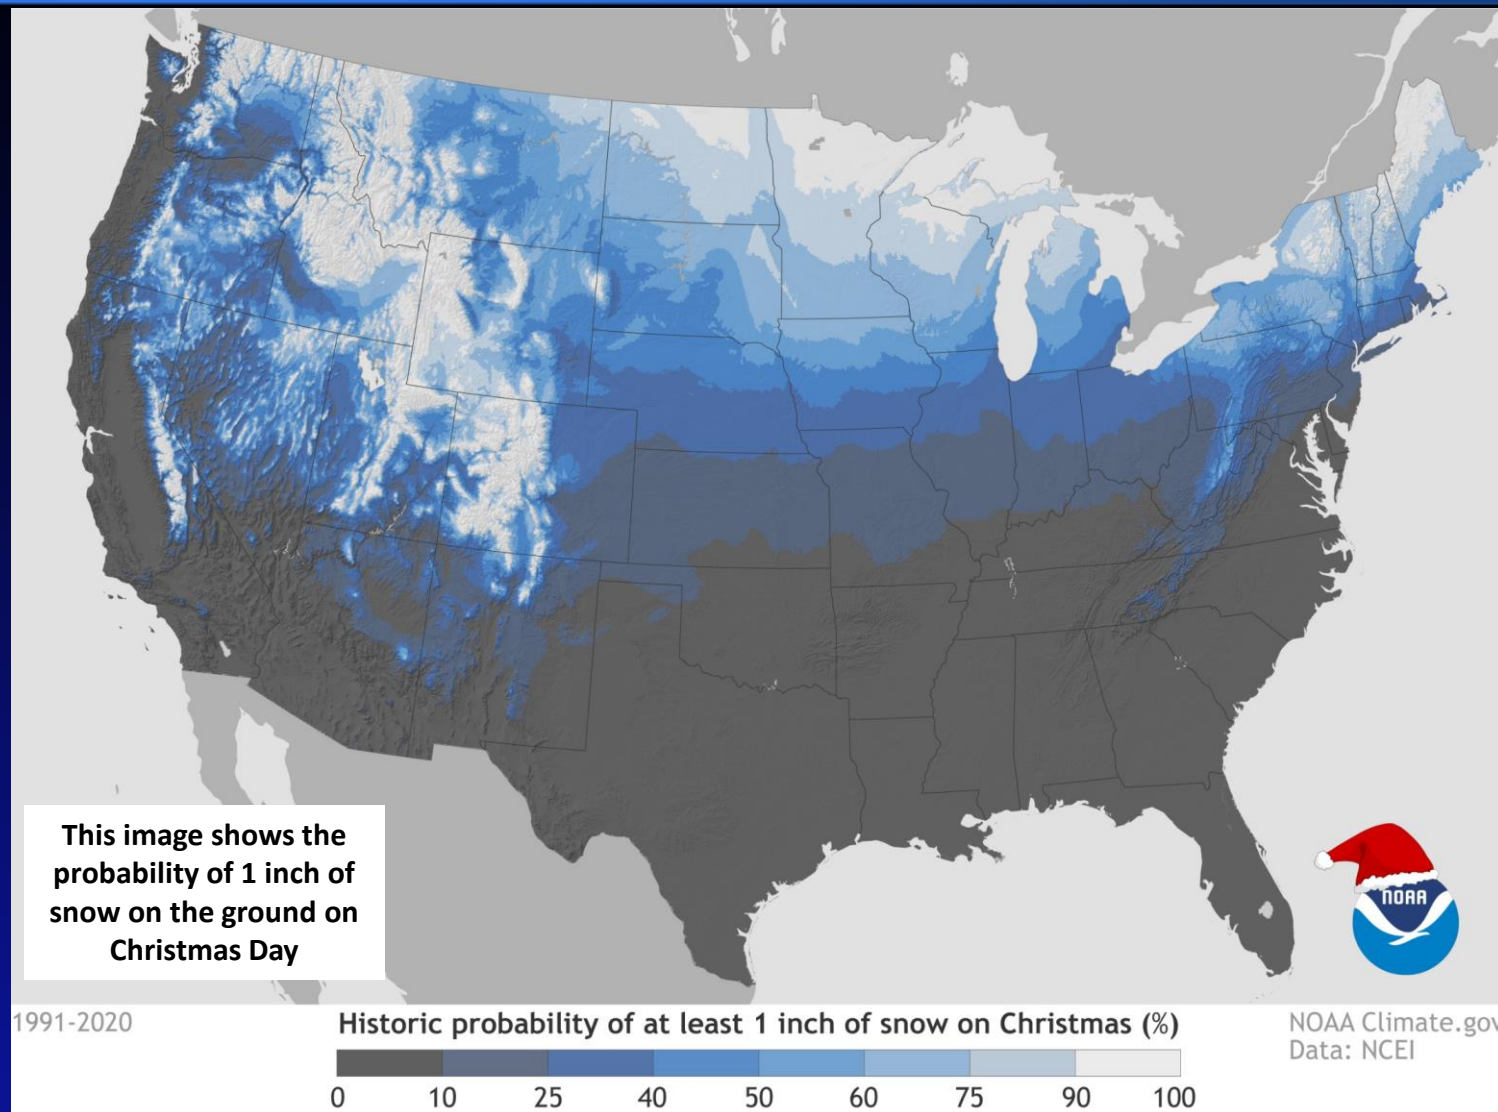 This image shows the
probability of 1 inch of
snow on the ground on
Christmas Day
NOAA
1991-2020
Historic probability of at least 1 inch of snow on Christmas (%)
0 10 25 40 50 60 75 90 100
NOAA Climate.gov
Data: NCEI